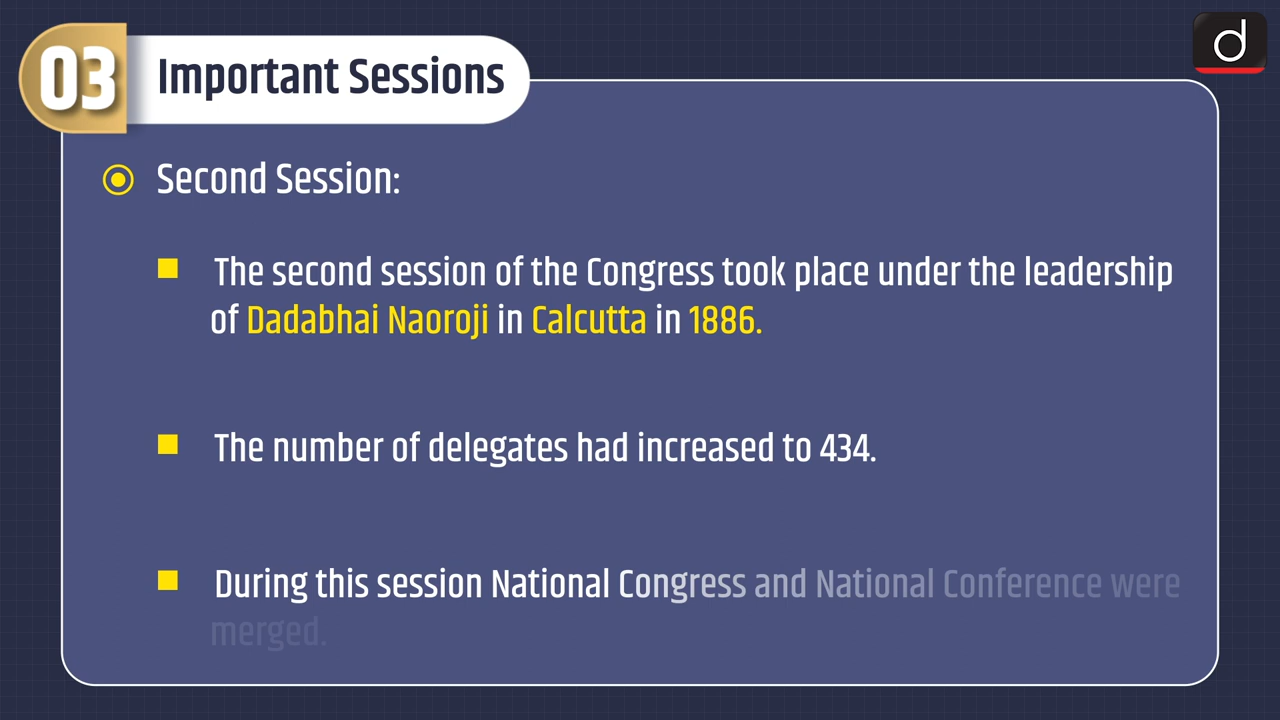 03
Important Sessions
d
Second Session:
The second session of the Congress took place under the leadership
of Dadabhai Naoroji in Calcutta in 1886.
The number of delegates had increased to 434.
During this session National Congress and National Conference were
merged.